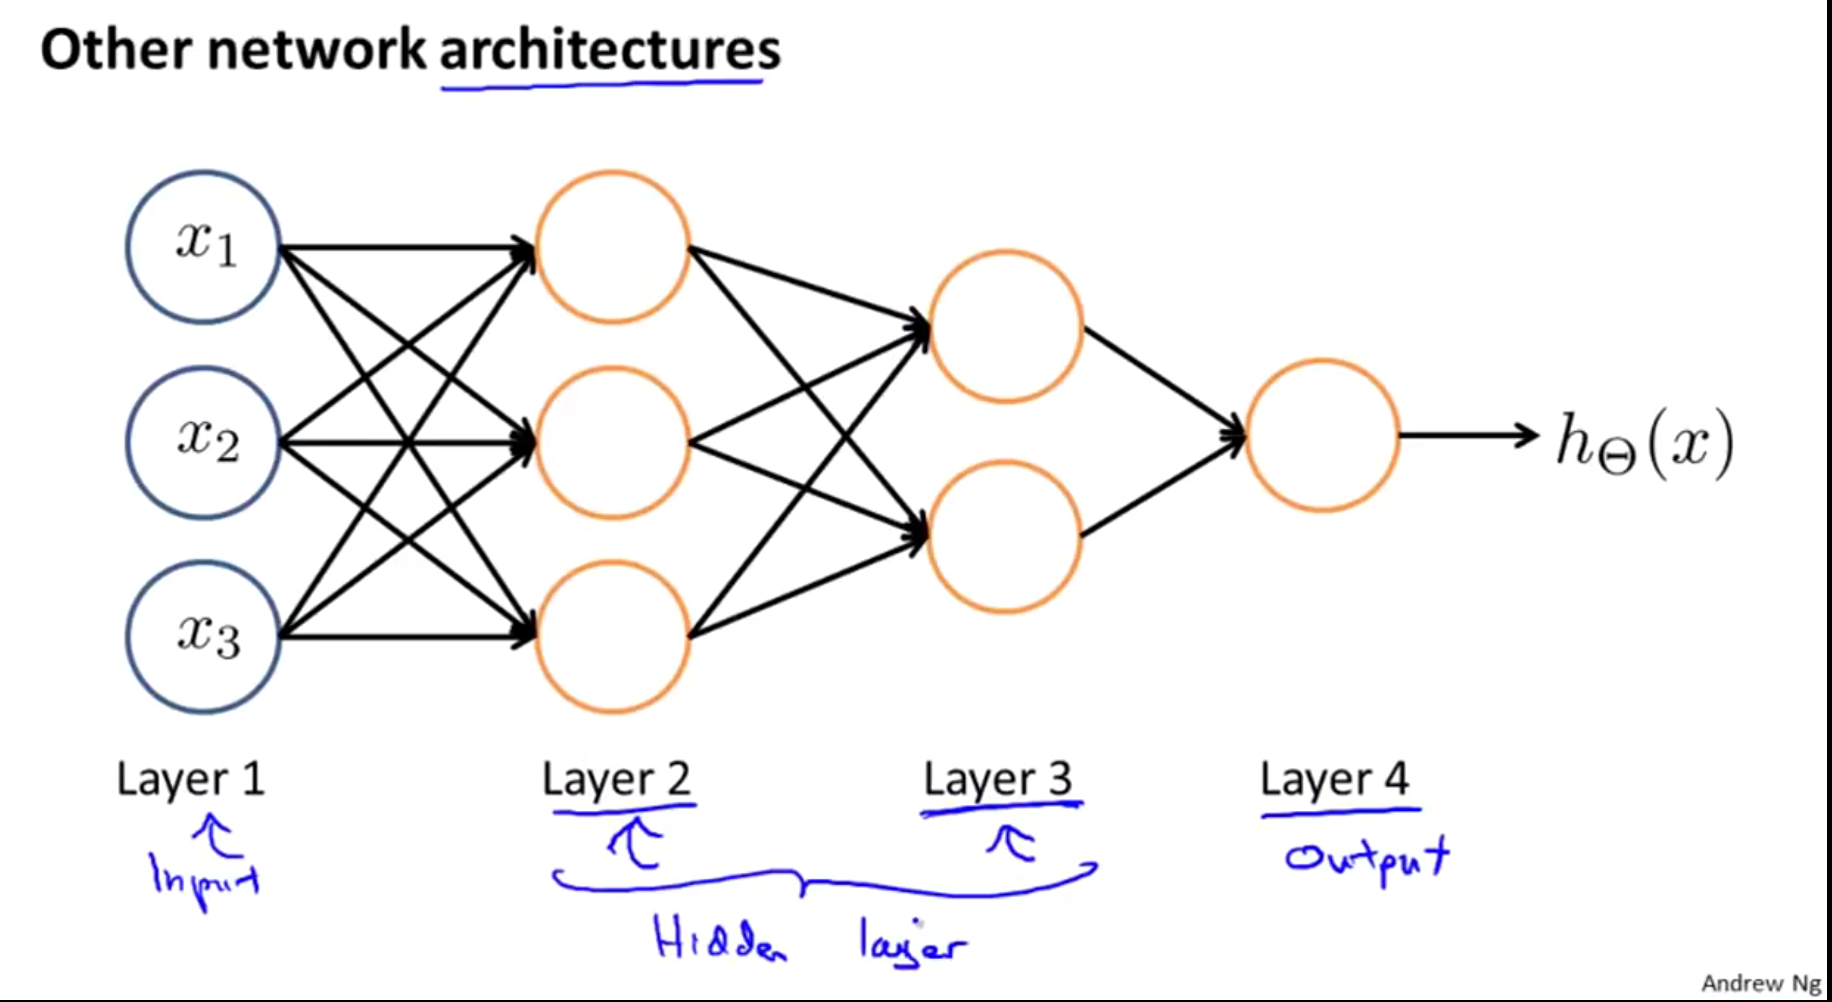 Other network architectures
x₁
x₂
x₃
h_Θ(x)
Layer 1
Layer 2
Layer 3
Layer 4
Input
Output
Hidden layer
Andrew Ng